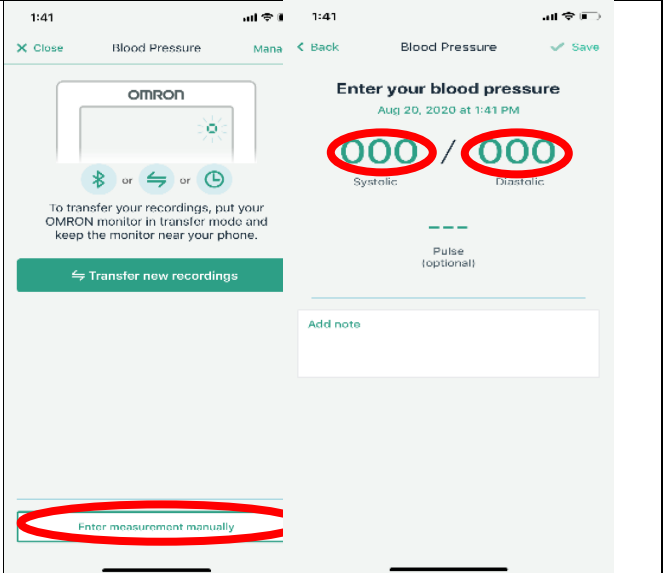 1:41
✕ Close Blood Pressure Mana
OMRON
or or
To transfer your recordings, put your
OMRON monitor in transfer mode and
keep the monitor near your phone.
Transfer new recordings
Enter measurement manually
1:41
Back Blood Pressure Save
Enter your blood pressure
Aug 20, 2020 at 1:41 PM
000 / 000
Systolic Diastolic
---
Pulse
(optional)
Add note